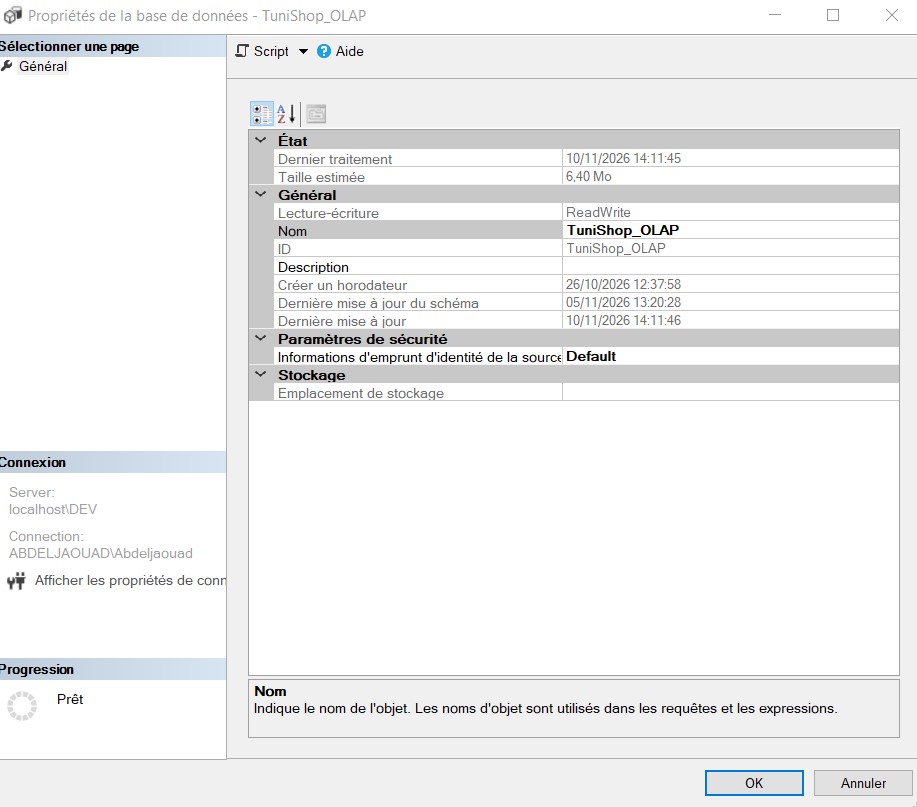 Propriétés de la base de données - TuniShop_OLAP
Sélectionner une page
Général
Script
Aide
État
Dernier traitement 10/11/2026 14:11:45
Taille estimée 6,40 Mo
Général
Lecture-écriture ReadWrite
Nom TuniShop_OLAP
ID TuniShop_OLAP
Description
Créer un horodateur 26/10/2026 12:37:58
Dernière mise à jour du schéma 05/11/2026 13:20:28
Dernière mise à jour 10/11/2026 14:11:46
Paramètres de sécurité
Informations d'emprunt d'identité de la source Default
Stockage
Emplacement de stockage
Connexion
Server:
localhost\DEV
Connection:
ABDELJAOUAD\Abdeljaouad
Afficher les propriétés de conn
Progression
Prêt
Nom
Indique le nom de l'objet. Les noms d'objet sont utilisés dans les requêtes et les expressions.
OK
Annuler